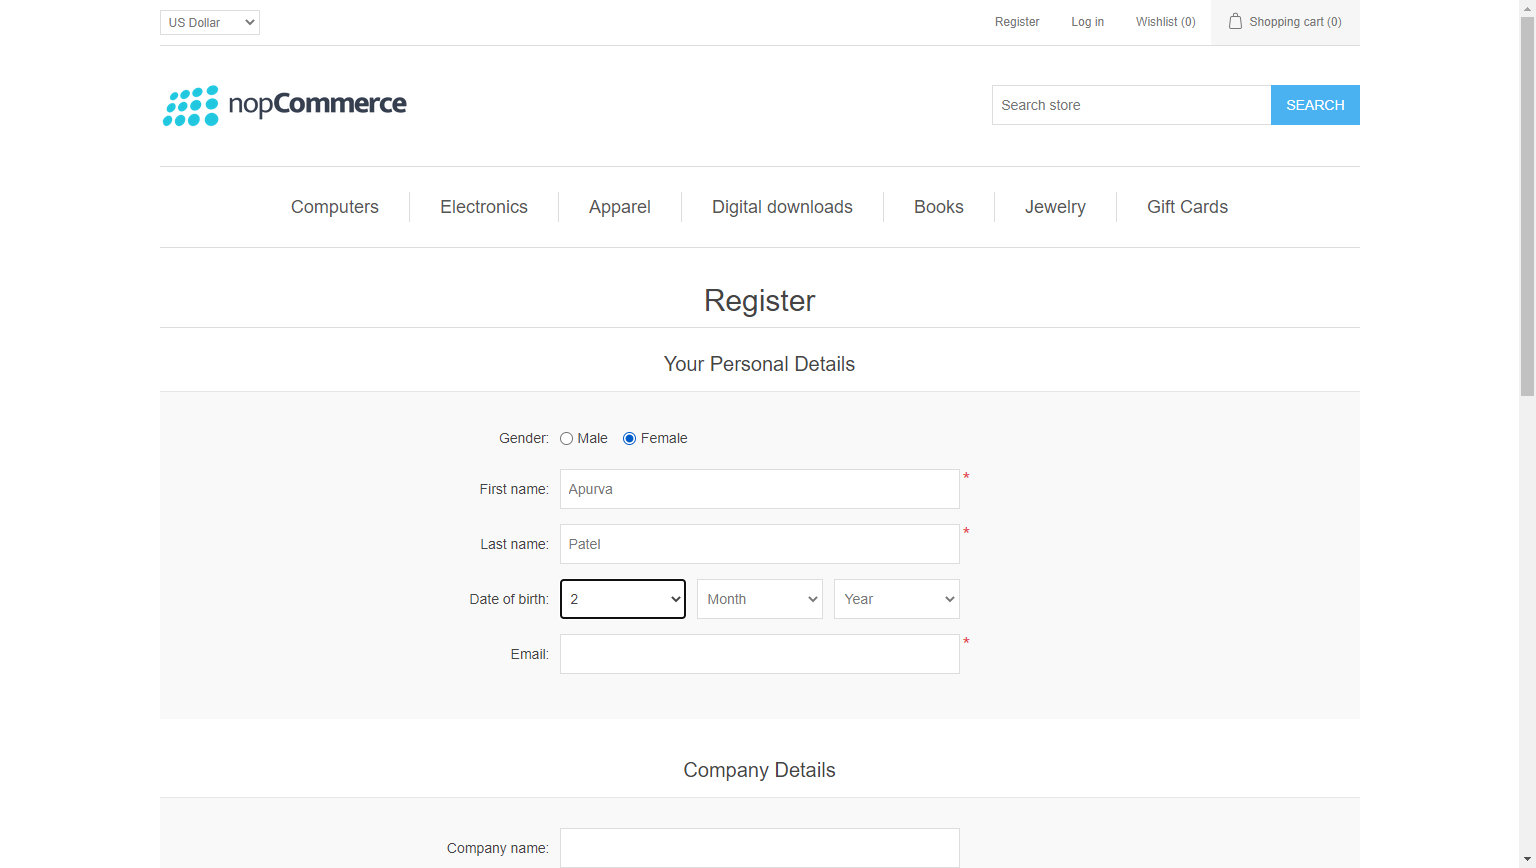 US Dollar Register Log in Wishlist (0) Shopping cart (0)
nopCommerce Search store SEARCH
Computers Electronics Apparel Digital downloads Books Jewelry Gift Cards
Register
Your Personal Details
Gender: Male Female
First name: Apurva *
Last name: Patel *
Date of birth: 2 Month Year
Email: *
Company Details
Company name: